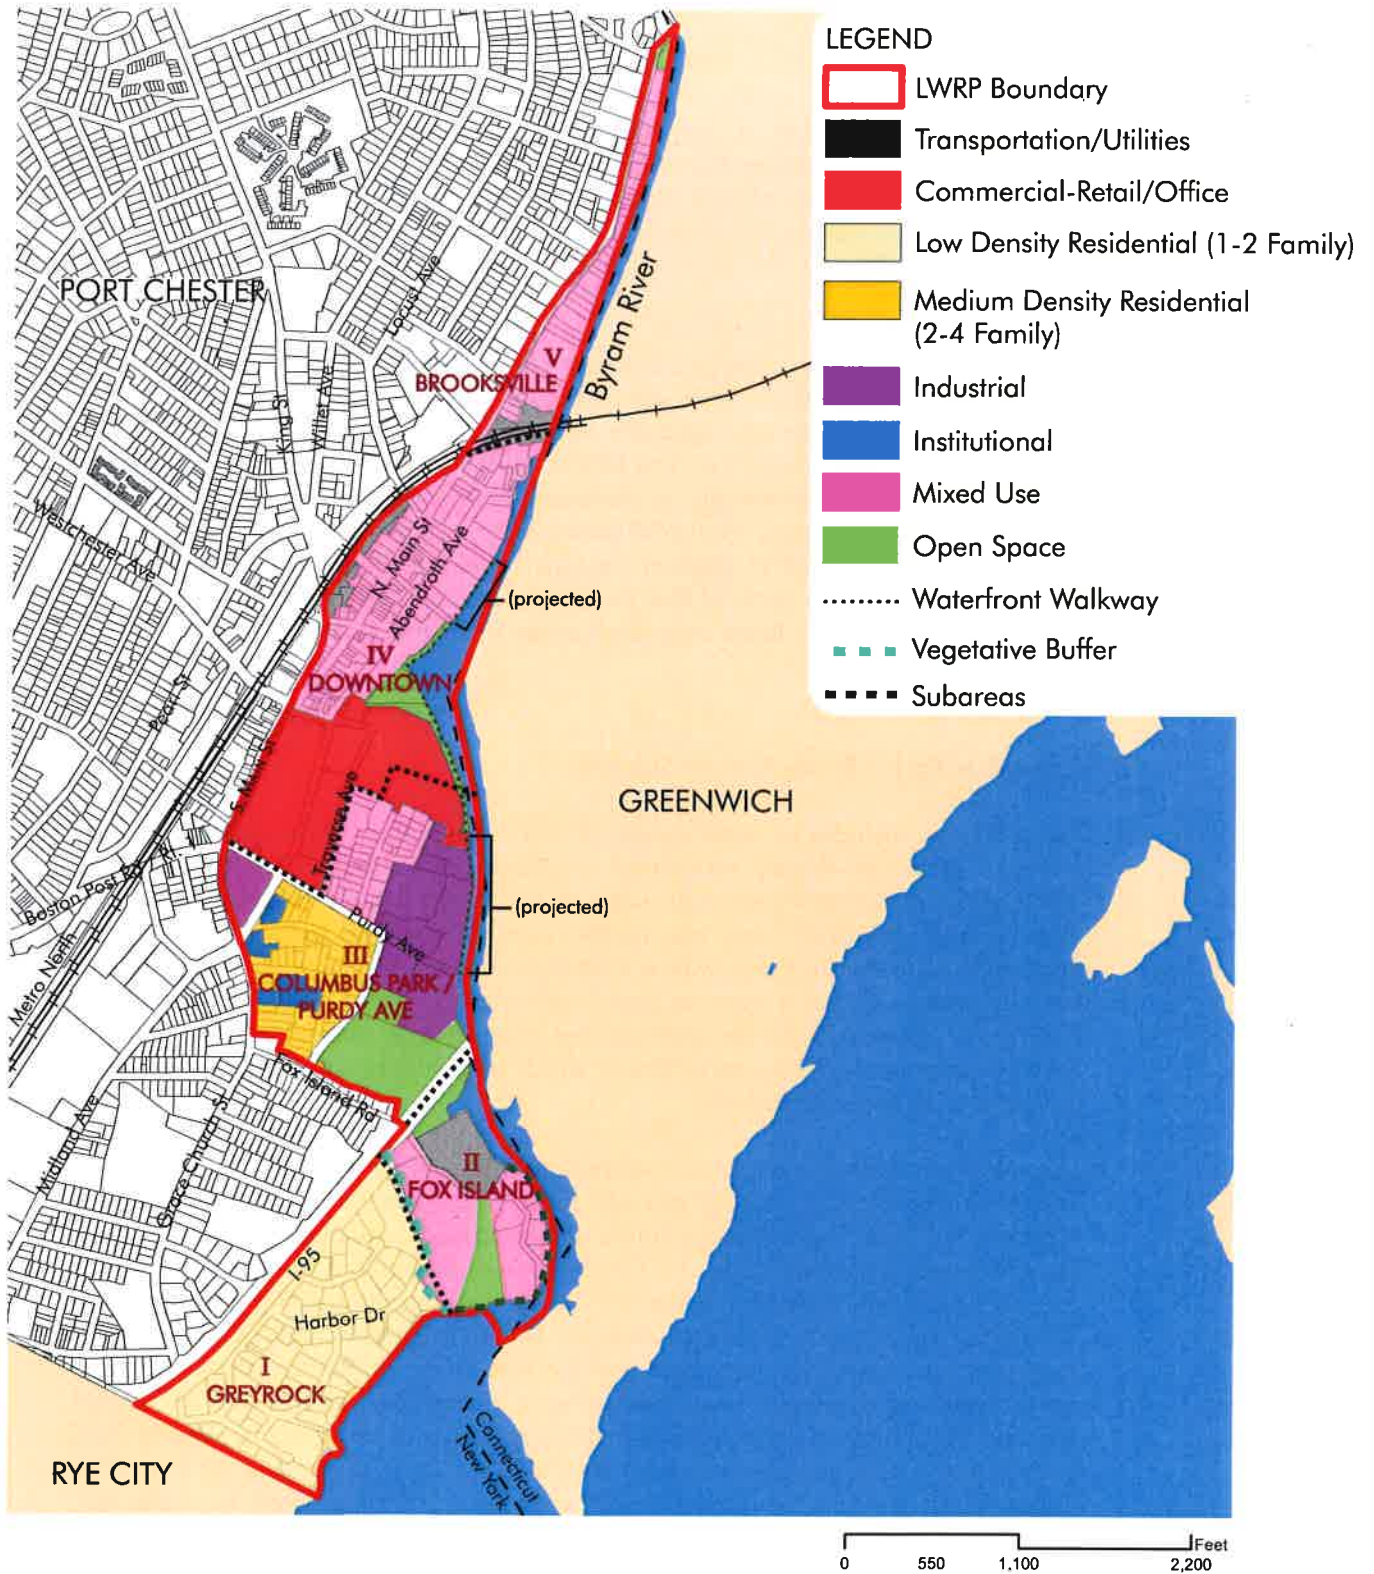 LEGEND
LWRP Boundary
Transportation/Utilities
Commercial-Retail/Office
Low Density Residential (1-2 Family)
Medium Density Residential
(2-4 Family)
Industrial
Institutional
Mixed Use
Open Space
Waterfront Walkway
Vegetative Buffer
Subareas
PORT CHESTER
Locust Ave
King St
Willet Ave
Byram River
V
BROOKSVILLE
Westchester Ave
N. Main St
Abendroth Ave
(projected)
IV
DOWNTOWN
Pearl St
S. Main St
Traverse Ave
GREENWICH
Boston Post Rd / Rt 1
(projected)
Purdy Ave
III
COLUMBUS PARK /
PURDY AVE
Metro North
Fox Island Rd
Midland Ave
Grace Church St
II
FOX ISLAND
I-95
Harbor Dr
I
GREYROCK
RYE CITY
Connecticut
New York
Feet
0 550 1,100 2,200